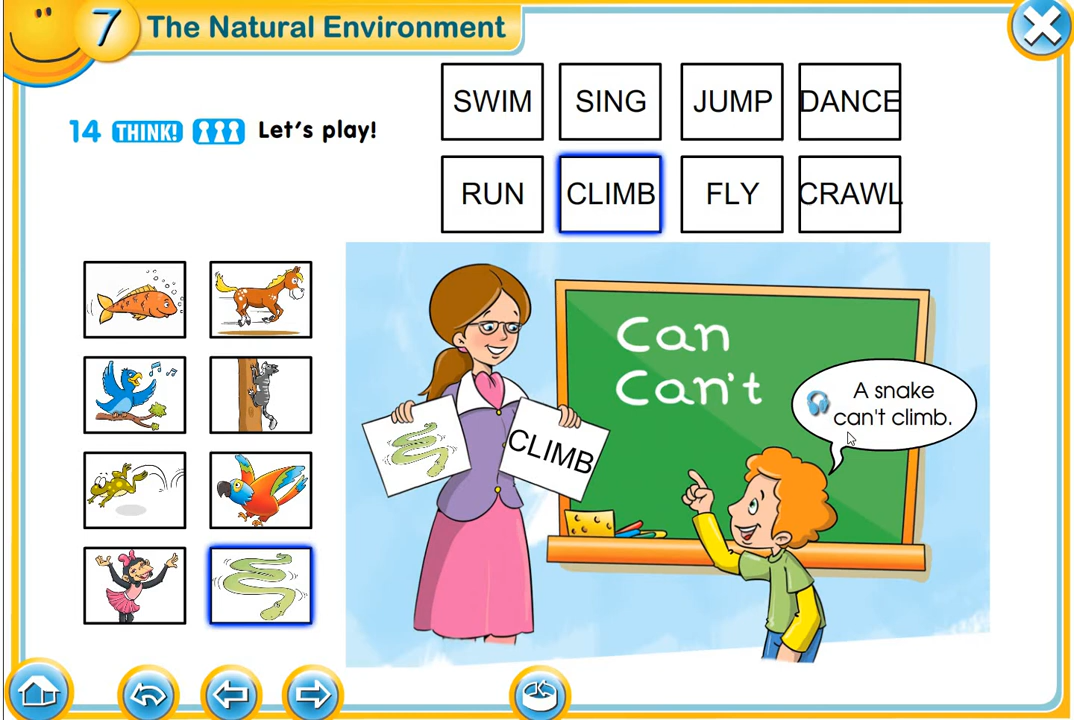 7 The Natural Environment
14 THINK! Let's play!
SWIM SING JUMP DANCE
RUN CLIMB FLY CRAWL
Can
Can't
A snake
can't climb.
CLIMB